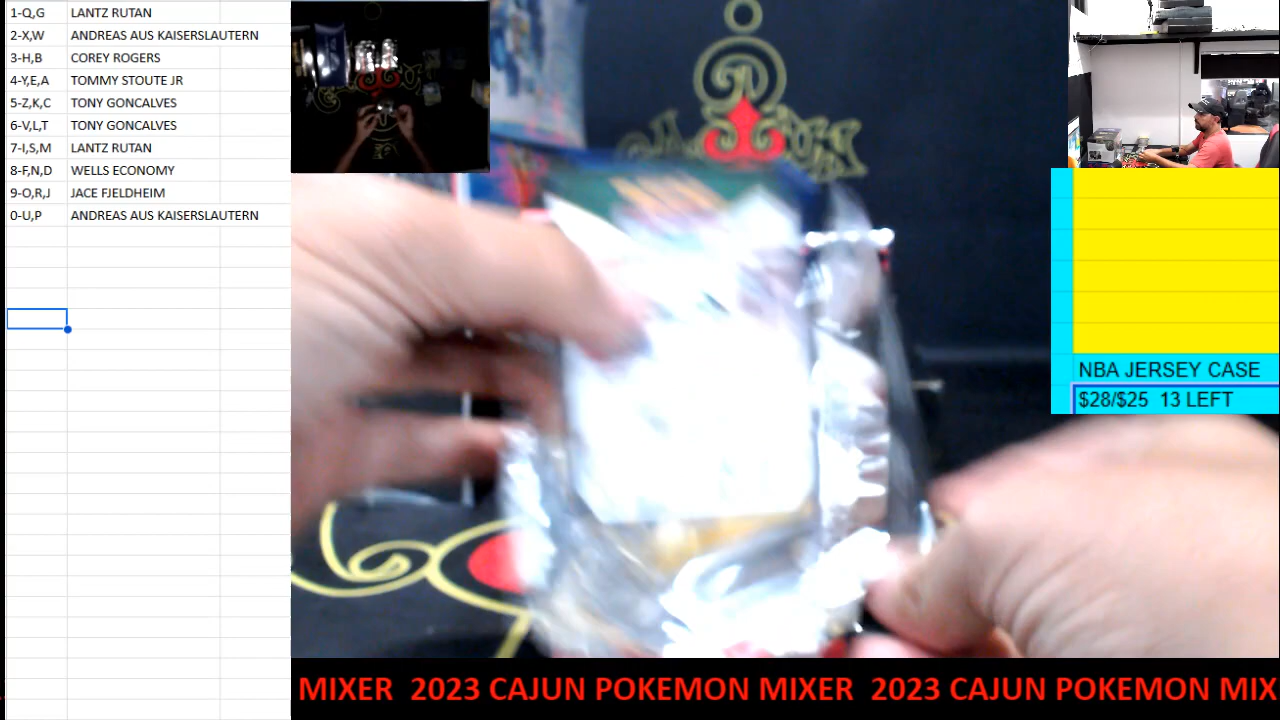 1-Q,G LANTZ RUTAN
2-X,W ANDREAS AUS KAISERSLAUTERN
3-H,B COREY ROGERS
4-Y,E,A TOMMY STOUTE JR
5-Z,K,C TONY GONCALVES
6-V,L,T TONY GONCALVES
7-I,S,M LANTZ RUTAN
8-F,N,D WELLS ECONOMY
9-O,R,J JACE FJELDHEIM
0-U,P ANDREAS AUS KAISERSLAUTERN
NBA JERSEY CASE
$28/$25 13 LEFT
MIXER 2023 CAJUN POKEMON MIXER 2023 CAJUN POKEMON MIX